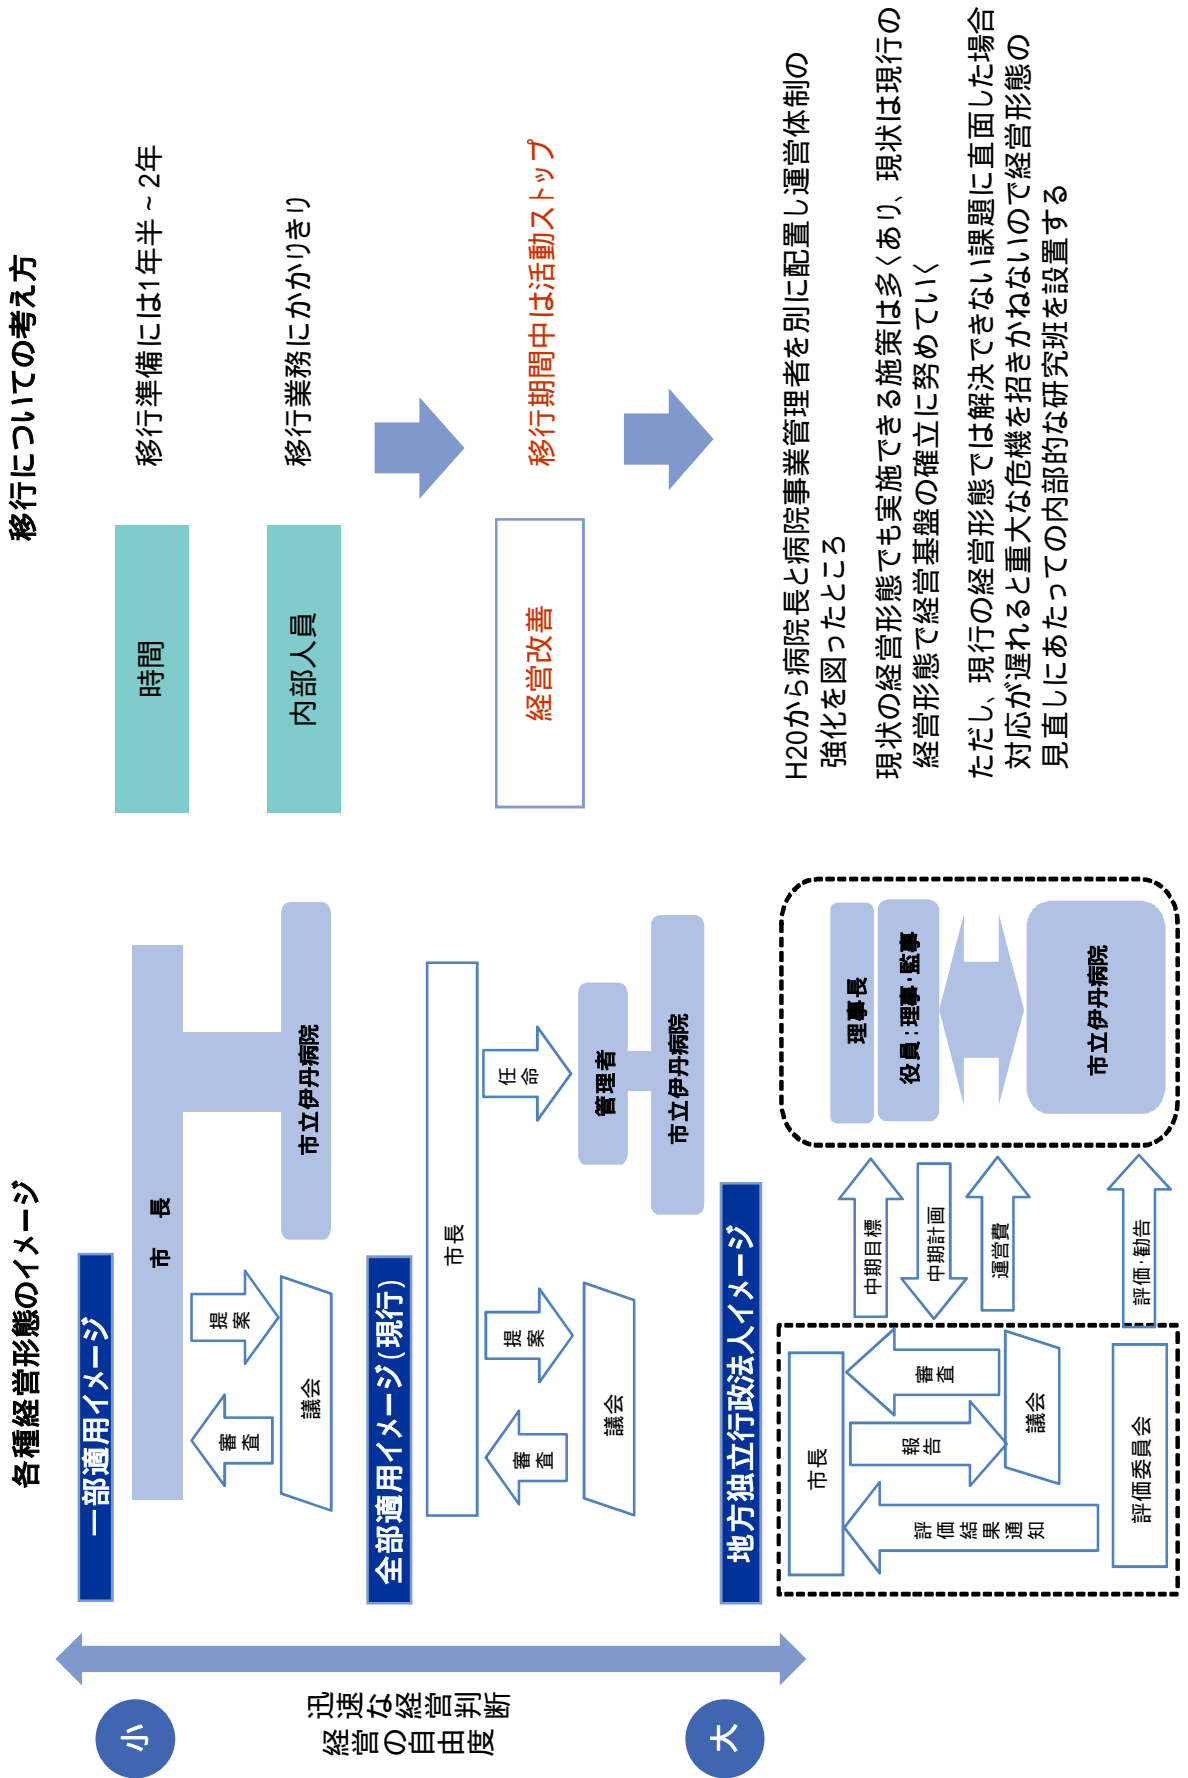 各種経営形態のイメージ
小
迅速な経営判断
経営の自由度
大
一部適用イメージ
市　長
審査
提案
議会
市立伊丹病院
全部適用イメージ(現行)
市長
審査
提案
議会
任命
管理者
市立伊丹病院
地方独立行政法人イメージ
市長
評価結果通知
報告
審査
議会
評価委員会
中期目標
中期計画
運営費
評価・勧告
理事長
役員：理事・監事
市立伊丹病院
移行についての考え方
時間
移行準備には1年半～2年
内部人員
移行業務にかかりきり
経営改善
移行期間中は活動ストップ
H20から病院長と病院事業管理者を別に配置し運営体制の
強化を図ったところ
現状の経営形態でも実施できる施策は多くあり、現状は現行の
経営形態で経営基盤の確立に努めていく
ただし、現行の経営形態では解決できない課題に直面した場合
対応が遅れると重大な危機を招きかねないので経営形態の
見直しにあたっての内部的な研究班を設置する